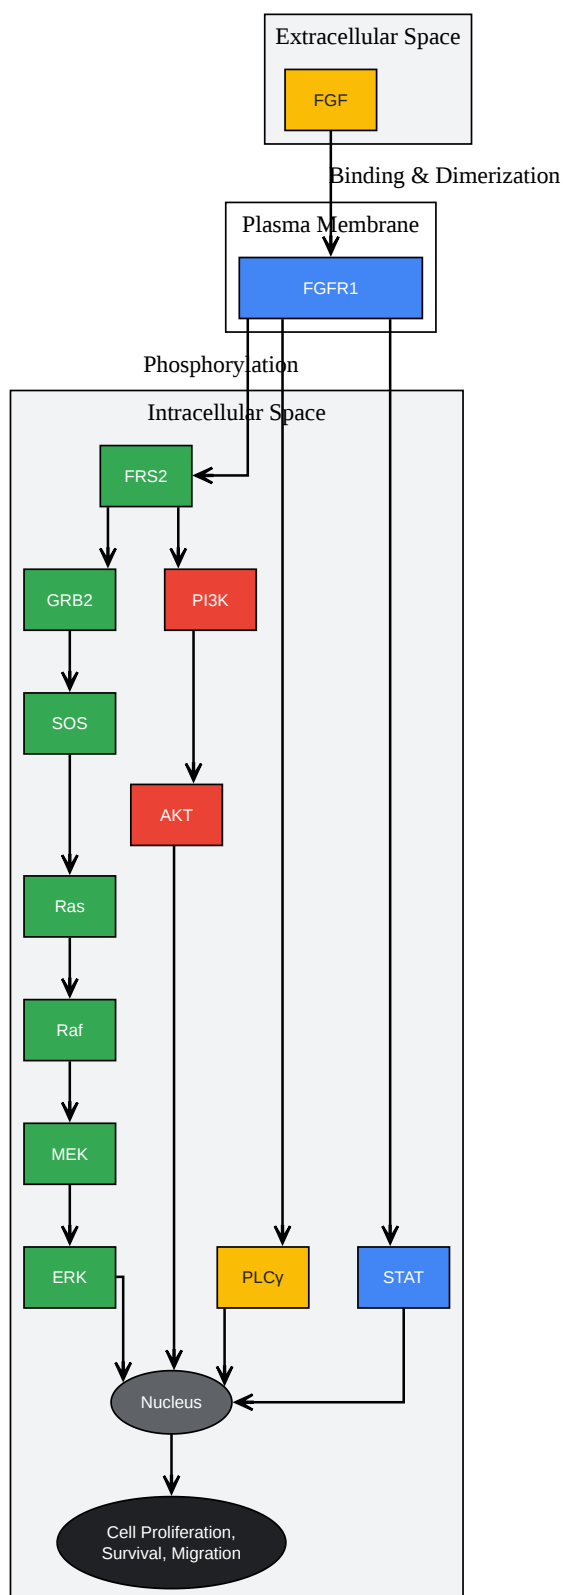 Extracellular Space
FGF
Binding & Dimerization
Plasma Membrane
FGFR1
Phosphorylation
Intracellular Space
FRS2
GRB2
PI3K
SOS
AKT
Ras
Raf
MEK
ERK
PLCγ
STAT
Nucleus
Cell Proliferation,
Survival, Migration